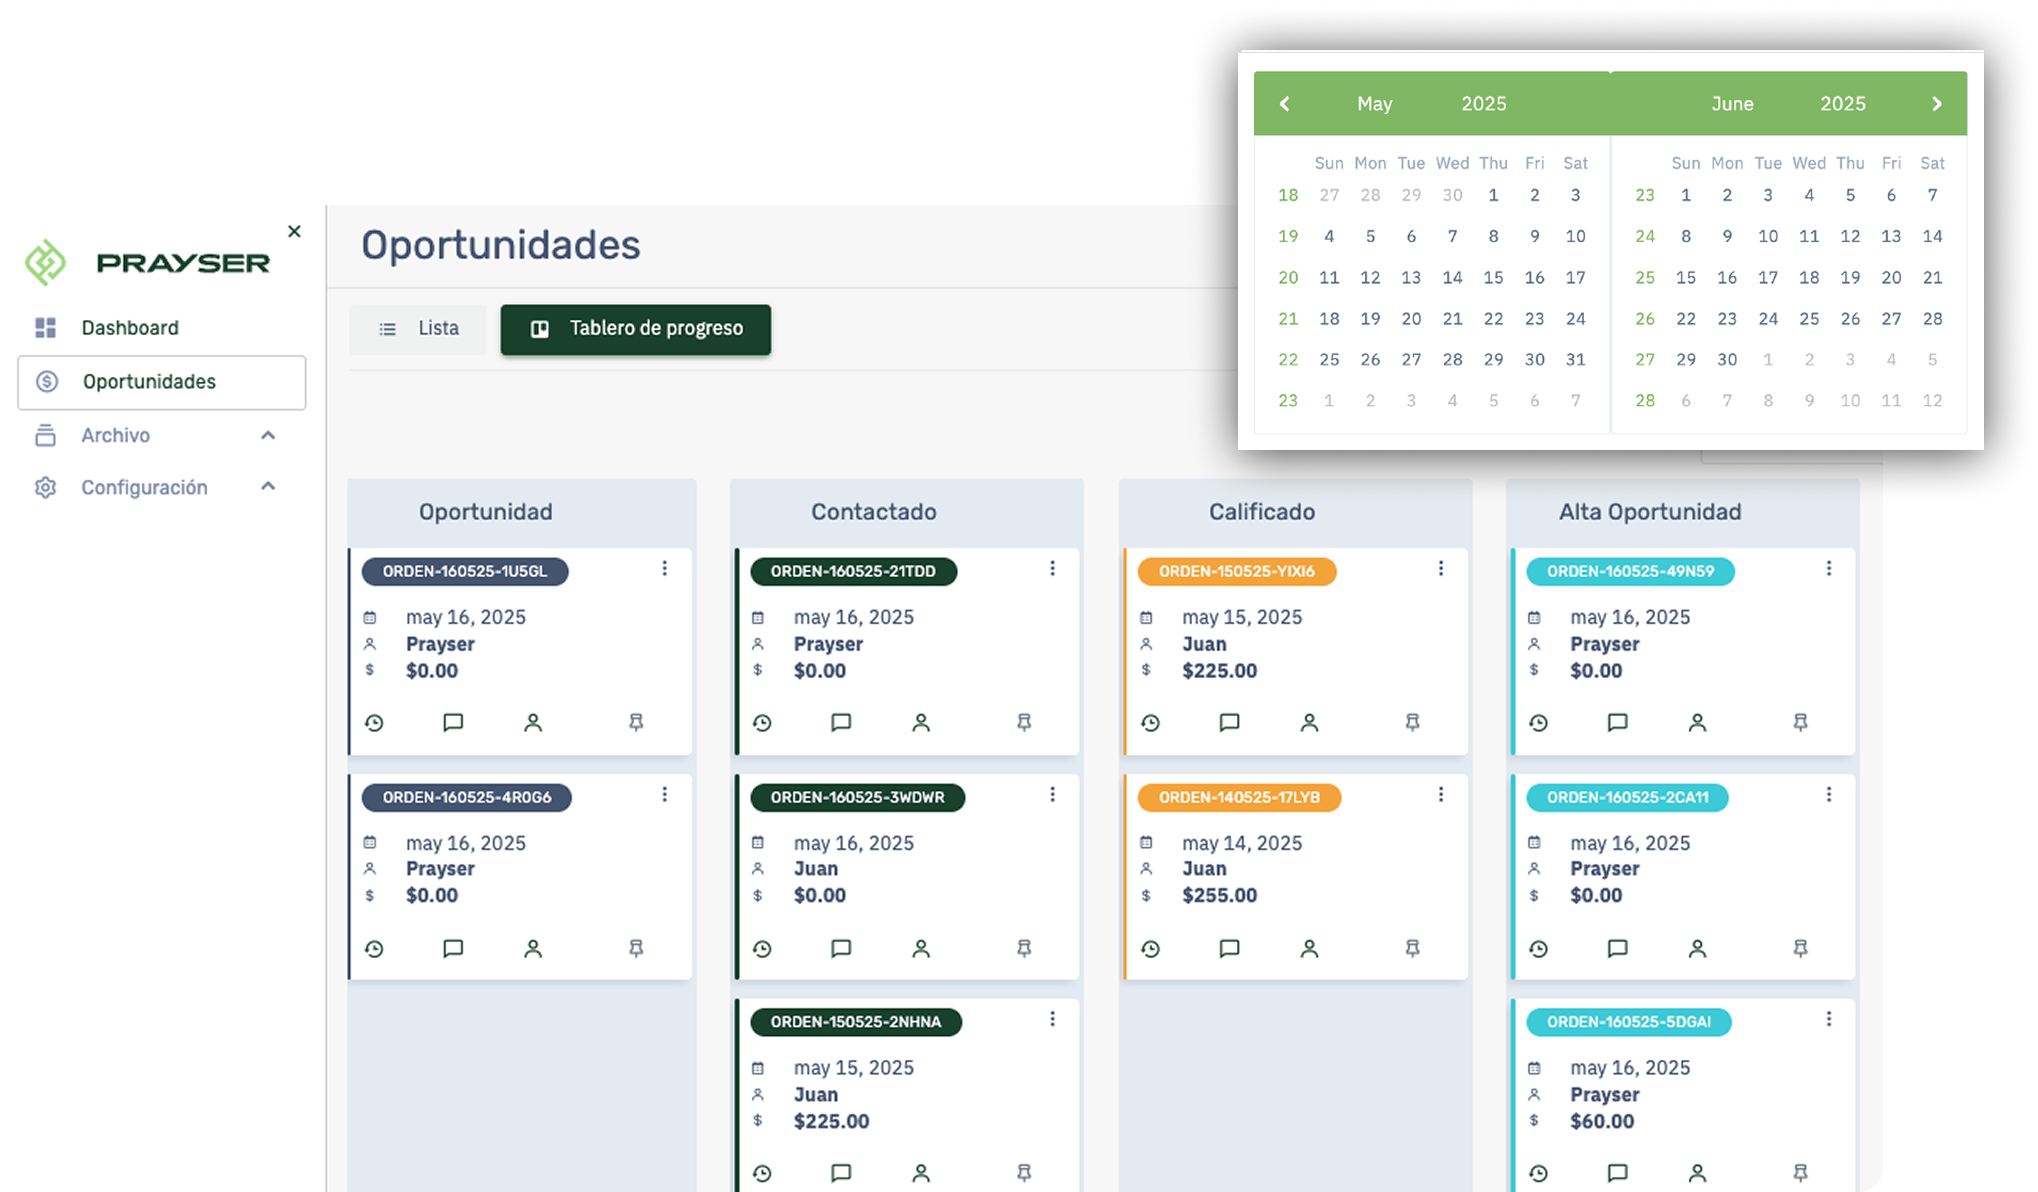 PRAYSER
Dashboard
Oportunidades
Archivo
Configuración
Oportunidades
Lista
Tablero de progreso
May 2025
Sun Mon Tue Wed Thu Fri Sat
18 27 28 29 30 1 2 3
19 4 5 6 7 8 9 10
20 11 12 13 14 15 16 17
21 18 19 20 21 22 23 24
22 25 26 27 28 29 30 31
23 1 2 3 4 5 6 7
June 2025
Sun Mon Tue Wed Thu Fri Sat
23 1 2 3 4 5 6 7
24 8 9 10 11 12 13 14
25 15 16 17 18 19 20 21
26 22 23 24 25 26 27 28
27 29 30 1 2 3 4 5
28 6 7 8 9 10 11 12
Oportunidad
ORDEN-160525-1U5GL
may 16, 2025
Prayser
$ $0.00
ORDEN-160525-4R0G6
may 16, 2025
Prayser
$ $0.00
Contactado
ORDEN-160525-21TDD
may 16, 2025
Prayser
$ $0.00
ORDEN-160525-3WDWR
may 16, 2025
Juan
$ $0.00
ORDEN-150525-2NHNA
may 15, 2025
Juan
$ $225.00
Calificado
ORDEN-150525-YIXI6
may 15, 2025
Juan
$ $225.00
ORDEN-140525-17LYB
may 14, 2025
Juan
$ $255.00
Alta Oportunidad
ORDEN-160525-49N59
may 16, 2025
Prayser
$ $0.00
ORDEN-160525-2CA11
may 16, 2025
Prayser
$ $0.00
ORDEN-160525-5DGAI
may 16, 2025
Prayser
$ $60.00